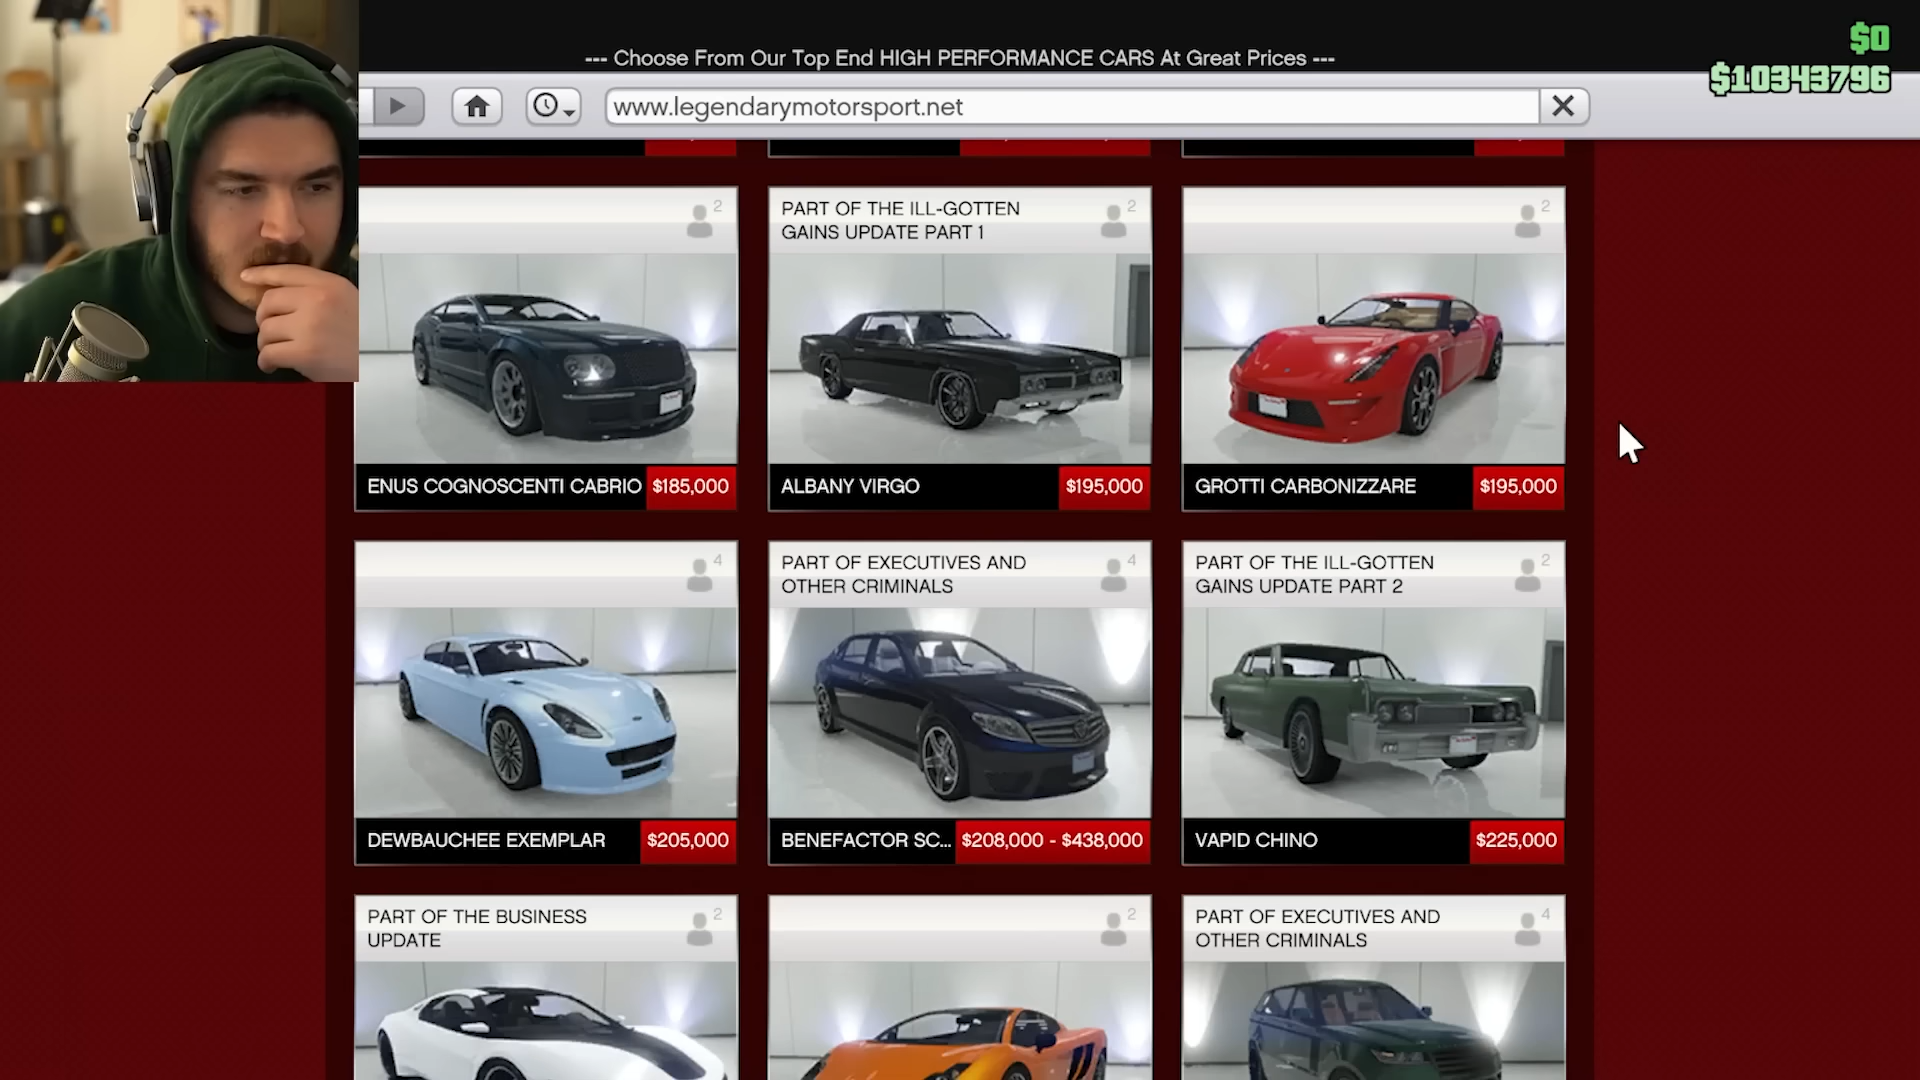 --- Choose From Our Top End HIGH PERFORMANCE CARS At Great Prices ---
$0
$10343796
www.legendarymotorsport.net
2
PART OF THE ILL-GOTTEN
GAINS UPDATE PART 1
2
2
ENUS COGNOSCENTI CABRIO $185,000
ALBANY VIRGO $195,000
GROTTI CARBONIZZARE $195,000
4
PART OF EXECUTIVES AND
OTHER CRIMINALS
4
PART OF THE ILL-GOTTEN
GAINS UPDATE PART 2
2
DEWBAUCHEE EXEMPLAR $205,000
BENEFACTOR SC... $208,000 - $438,000
VAPID CHINO $225,000
PART OF THE BUSINESS
UPDATE
2
2
PART OF EXECUTIVES AND
OTHER CRIMINALS
4